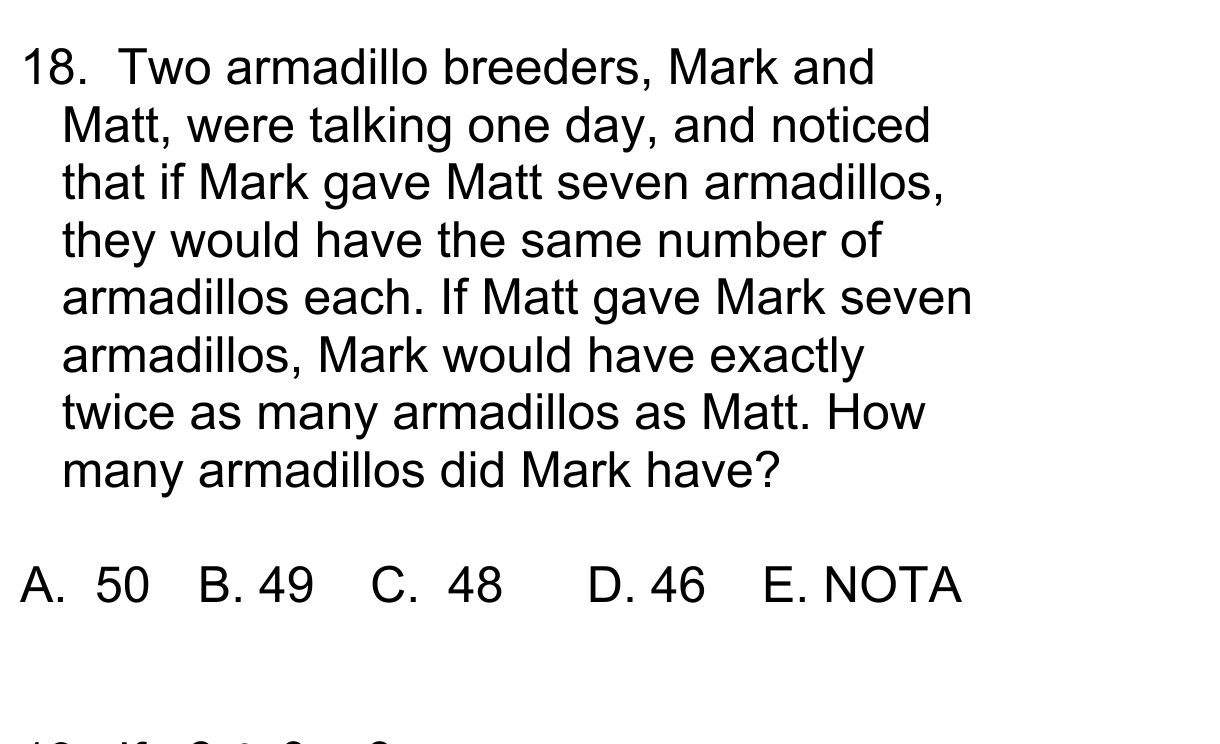 18. Two armadillo breeders, Mark and
Matt, were talking one day, and noticed
that if Mark gave Matt seven armadillos,
they would have the same number of
armadillos each. If Matt gave Mark seven
armadillos, Mark would have exactly
twice as many armadillos as Matt. How
many armadillos did Mark have?
A. 50 B. 49 C. 48 D. 46 E. NOTA